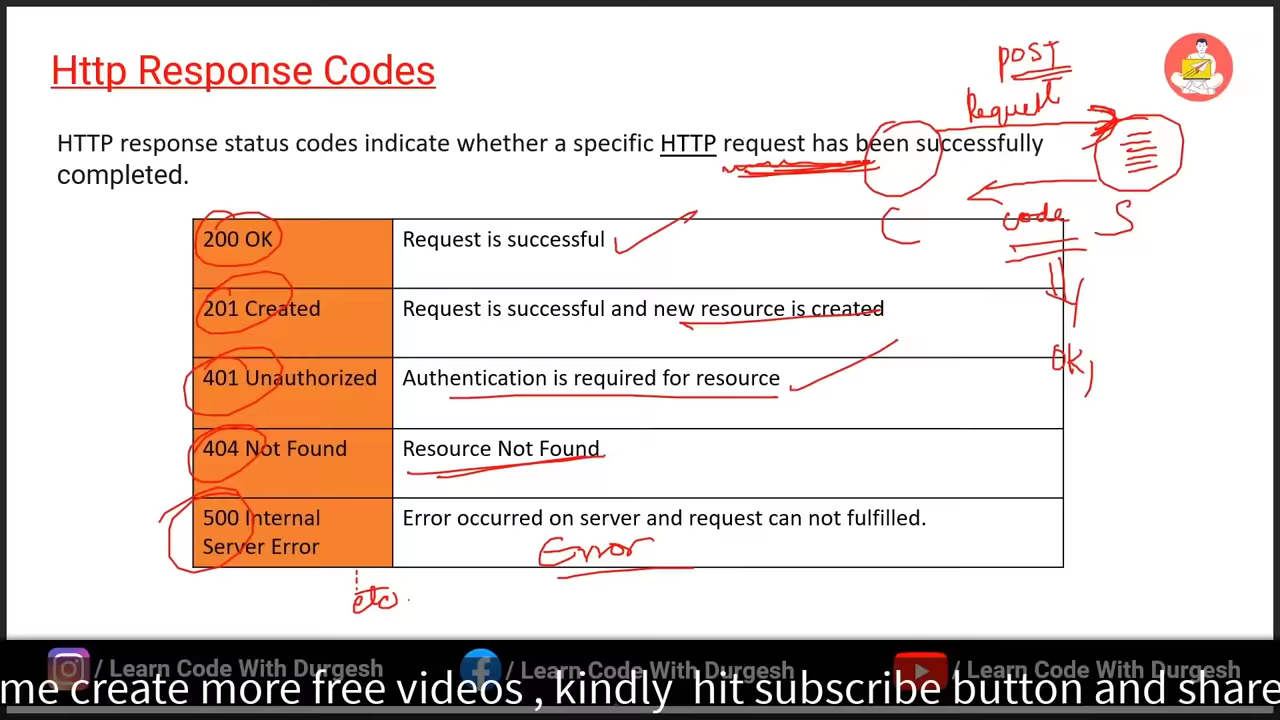 Http Response Codes
POST
Request
HTTP response status codes indicate whether a specific HTTP request has been successfully
completed.
C
code
S
200 OK
Request is successful
201 Created
Request is successful and new resource is created
OK,
401 Unauthorized
Authentication is required for resource
404 Not Found
Resource Not Found
500 Internal
Server Error
Error occurred on server and request can not fulfilled.
Error
etc.
/ Learn Code With Durgesh
/ Learn Code With Durgesh
/ Learn Code With Durgesh
me create more free videos , kindly hit subscribe button and share